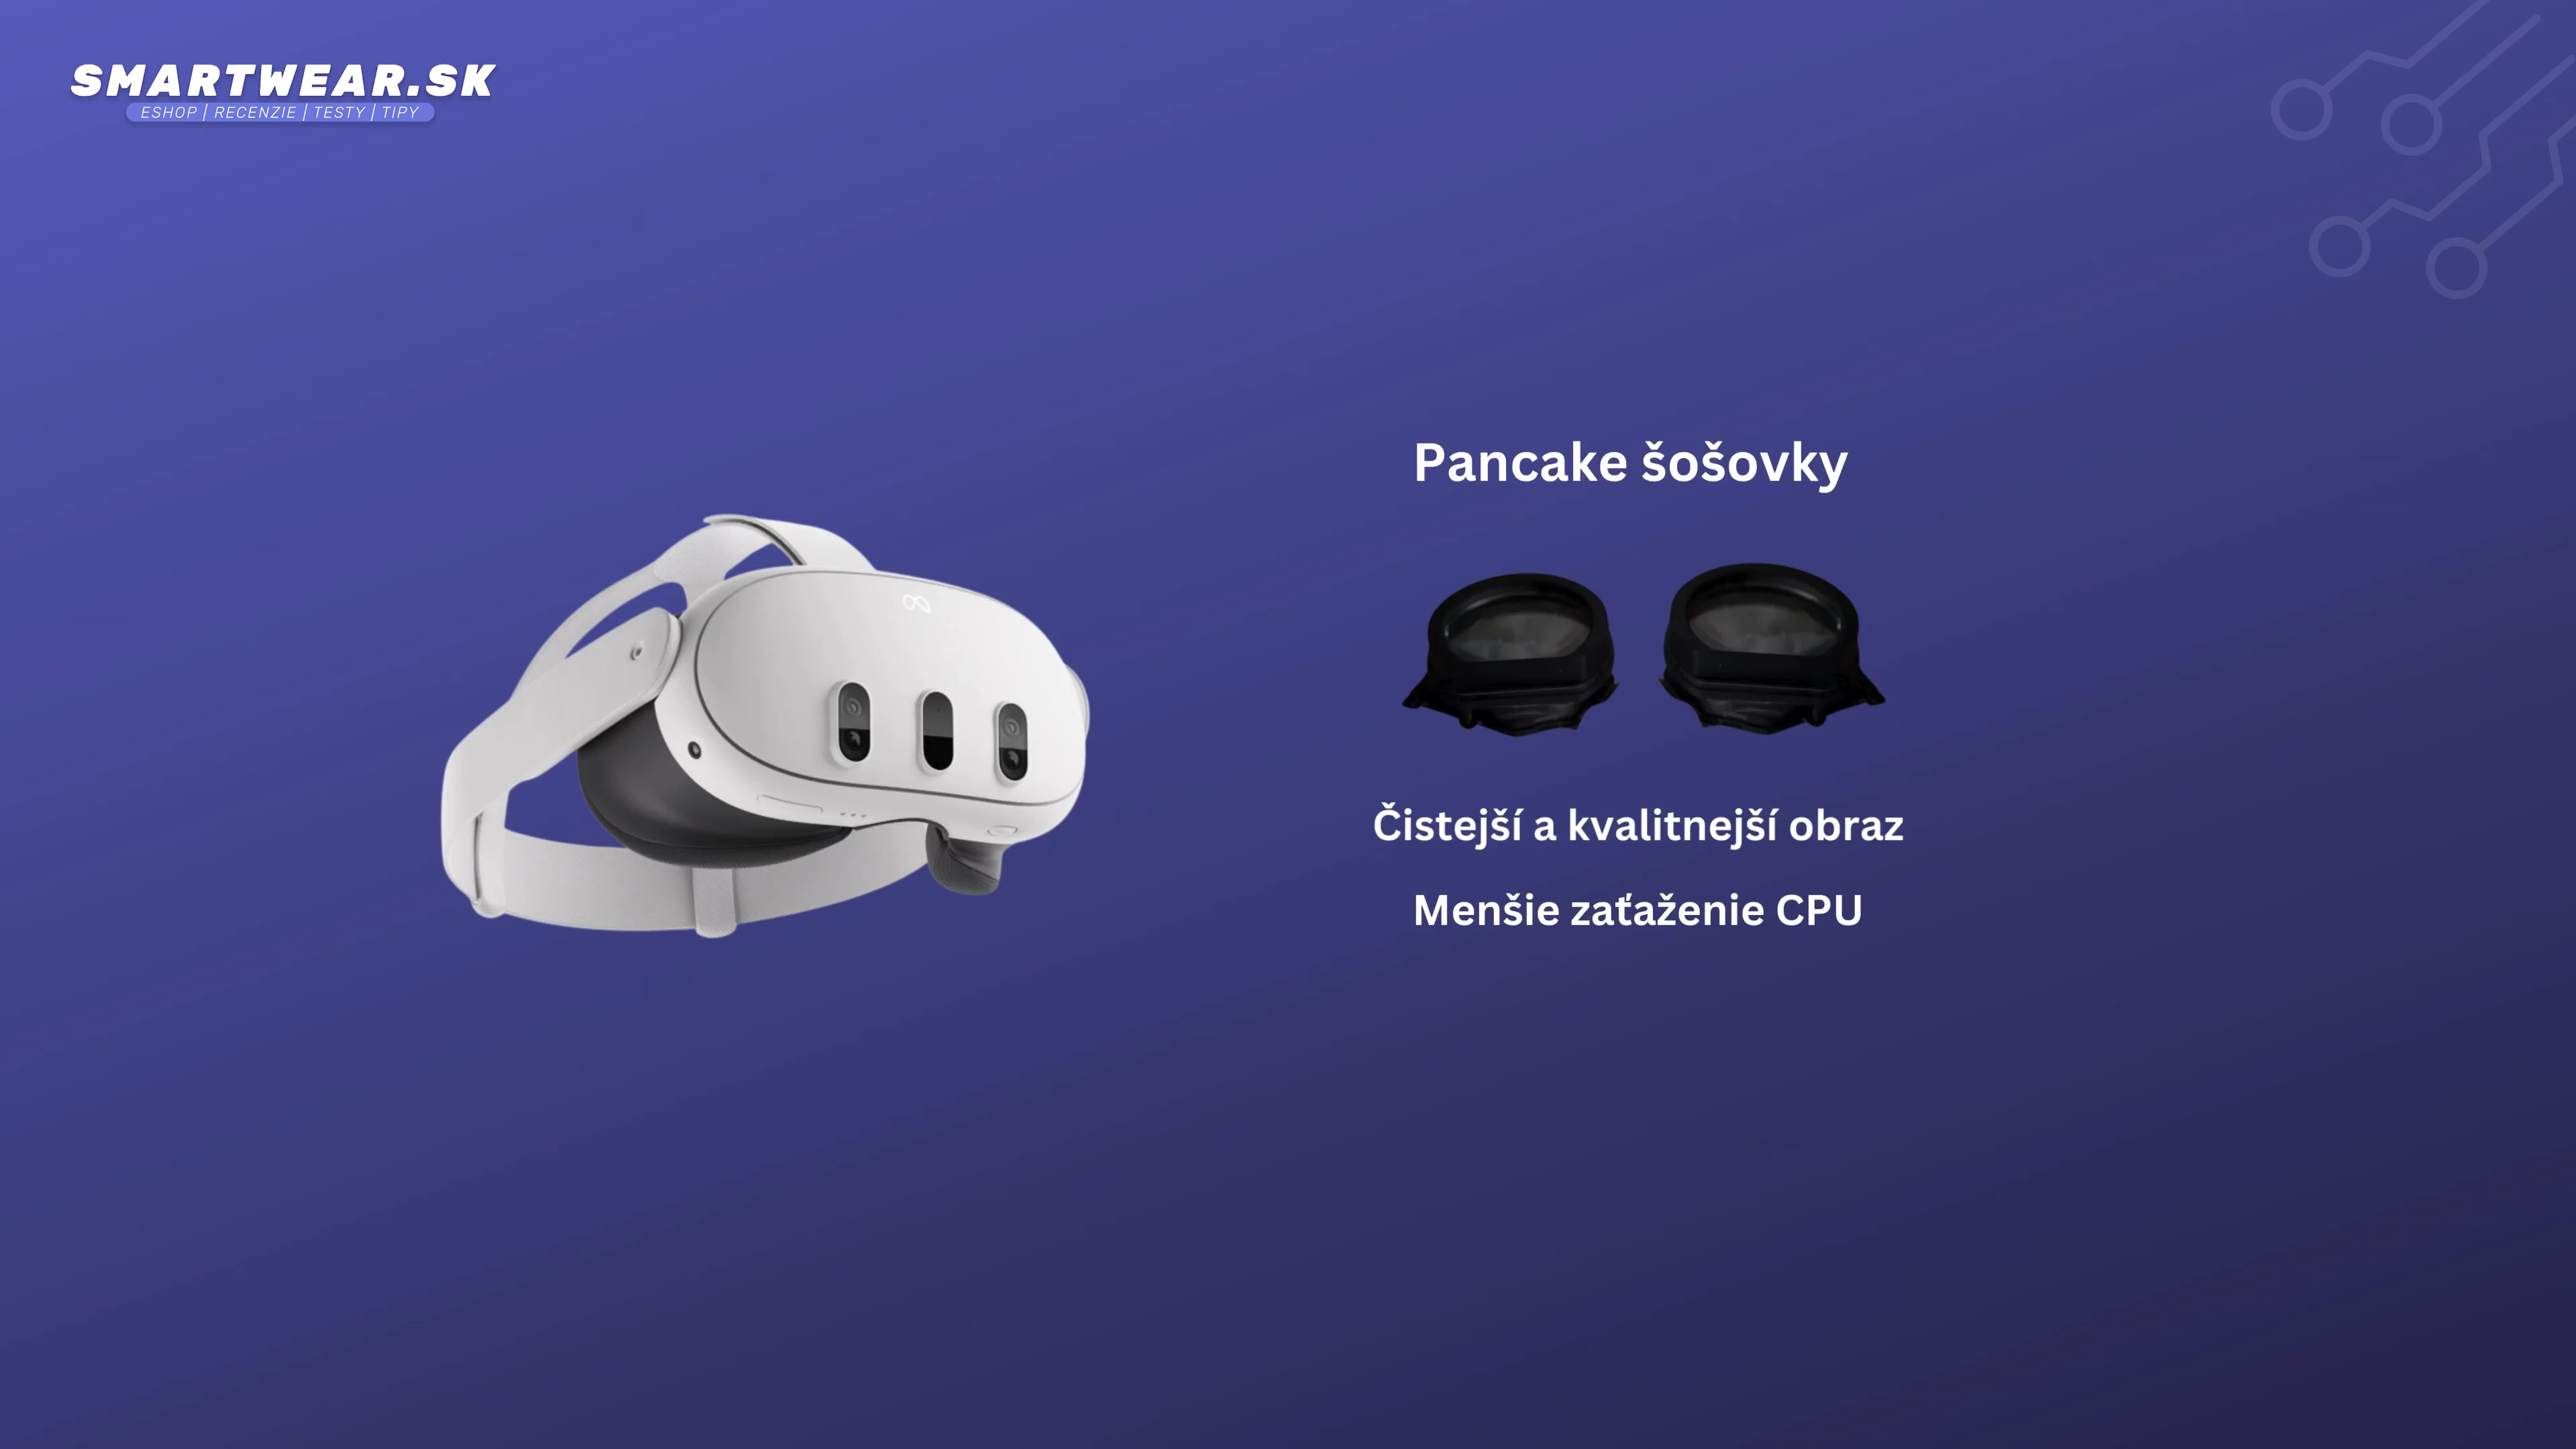 SMARTWEAR.SK
ESHOP | RECENZIE | TESTY | TIPY
Pancake šošovky
Čistejší a kvalitnejší obraz
Menšie zaťaženie CPU